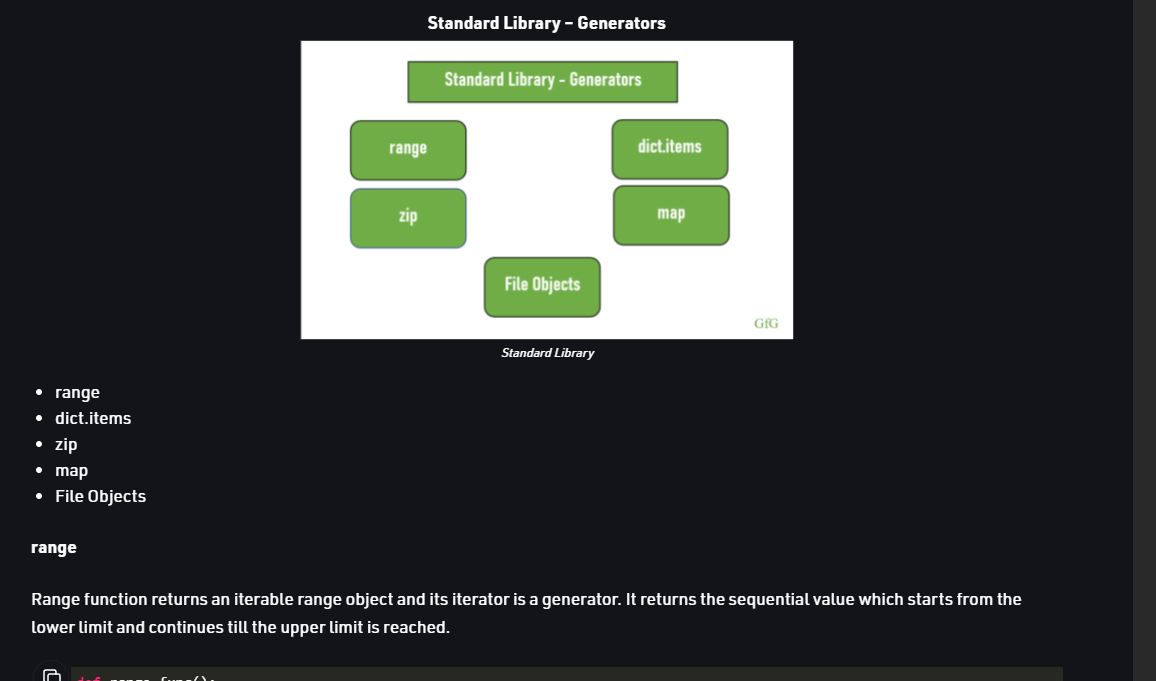 Standard Library – Generators
Standard Library - Generators
range
dict.items
zip
map
File Objects
GfG
Standard Library
• range
• dict.items
• zip
• map
• File Objects
range
Range function returns an iterable range object and its iterator is a generator. It returns the sequential value which starts from the
lower limit and continues till the upper limit is reached.